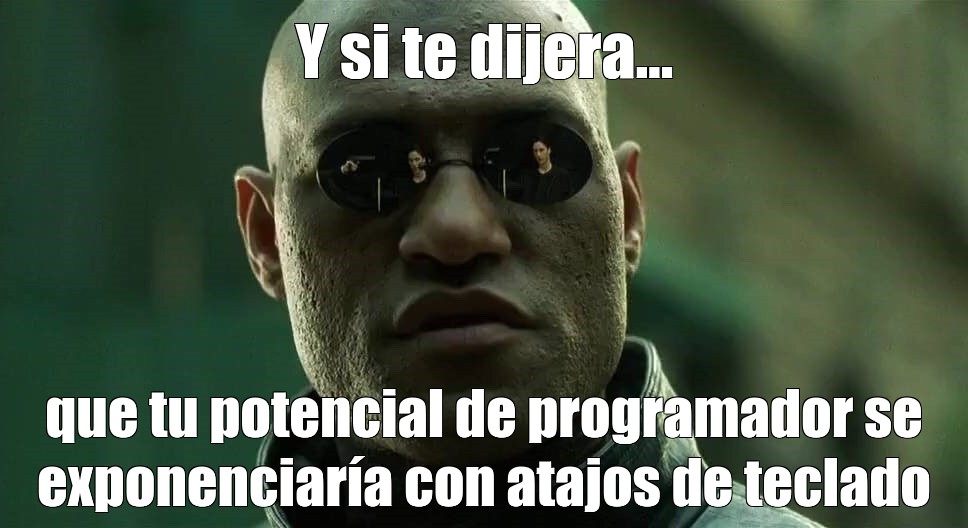 Y si te dijera...
que tu potencial de programador se
exponenciaría con atajos de teclado